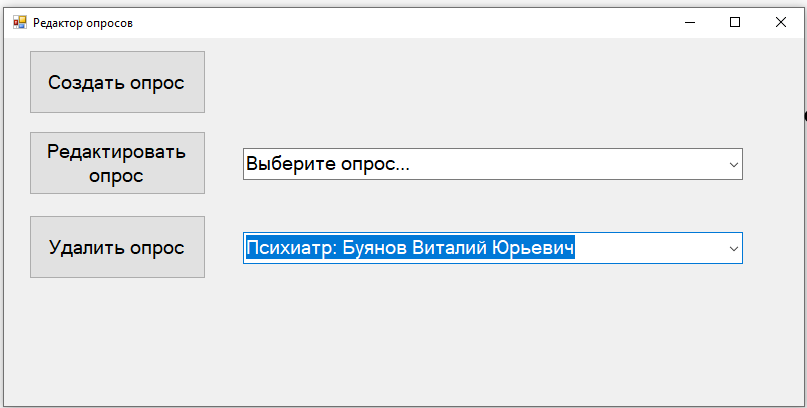 Редактор опросов
Создать опрос
Редактировать
опрос
Выберите опрос...
Удалить опрос
Психиатр: Буянов Виталий Юрьевич